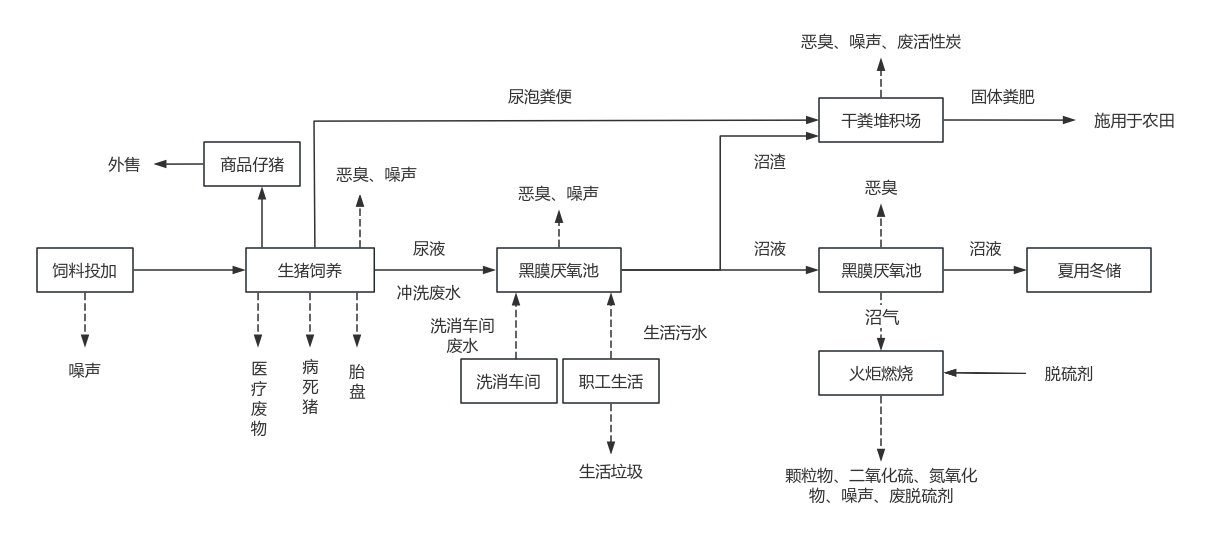 恶臭、噪声、废活性炭
尿泡粪便
固体粪肥
干粪堆积场
施用于农田
沼渣
外售
商品仔猪
恶臭、噪声
恶臭、噪声
恶臭
饲料投加
生猪饲养
尿液
冲洗废水
黑膜厌氧池
沼液
黑膜厌氧池
沼液
夏用冬储
噪声
医疗废物
病死猪
胎盘
洗消车间
废水
生活污水
沼气
洗消车间
职工生活
火炬燃烧
脱硫剂
生活垃圾
颗粒物、二氧化硫、氮氧化
物、噪声、废脱硫剂